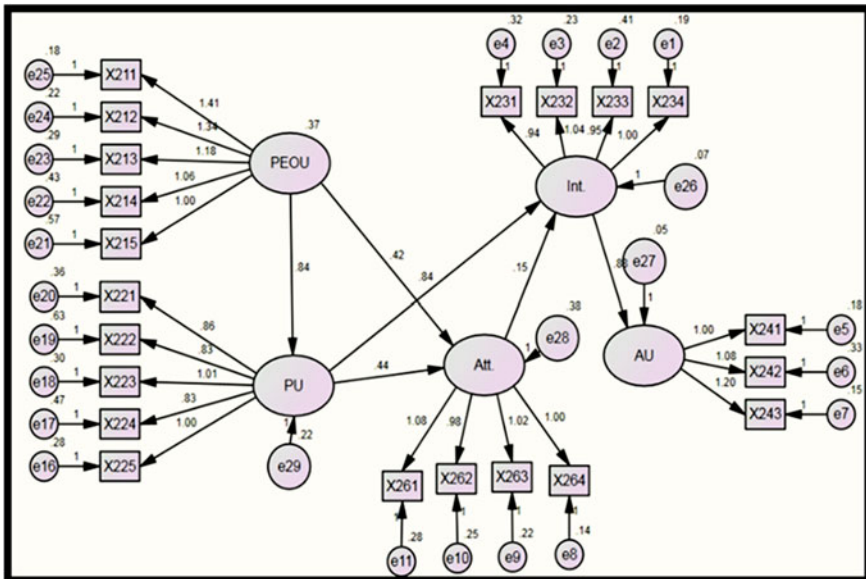 .18
e25 1 X211
.22
e24 1 X212
.29
e23 1 X213
.43
e22 1 X214
.57
e21 1 X215
1.41
1.34
1.18
1.06
1.00
PEOU
.37
.84
.42
.36
e20 1 X221
.63
e19 1 X222
.30
e18 1 X223
.47
e17 1 X224
.28
e16 1 X225
.86
.83
1.01
.83
1.00
PU
1
.22
e29
.84
.44
.32 .23 .41 .19
e4 e3 e2 e1
1 1 1 1
X231 X232 X233 X234
.94 1.04 .95 1.00
Int.
1
.07
e26
.15
.88
.05
e27
1
AU
1.00
1.08
1.20
.18
X241 1 e5
.33
X242 1 e6
.15
X243 1 e7
Att.
.38
e28
1
1.08 .98 1.02 1.00
X261 X262 X263 X264
1 1 1 1
.28 .25 .22 .14
e11 e10 e9 e8